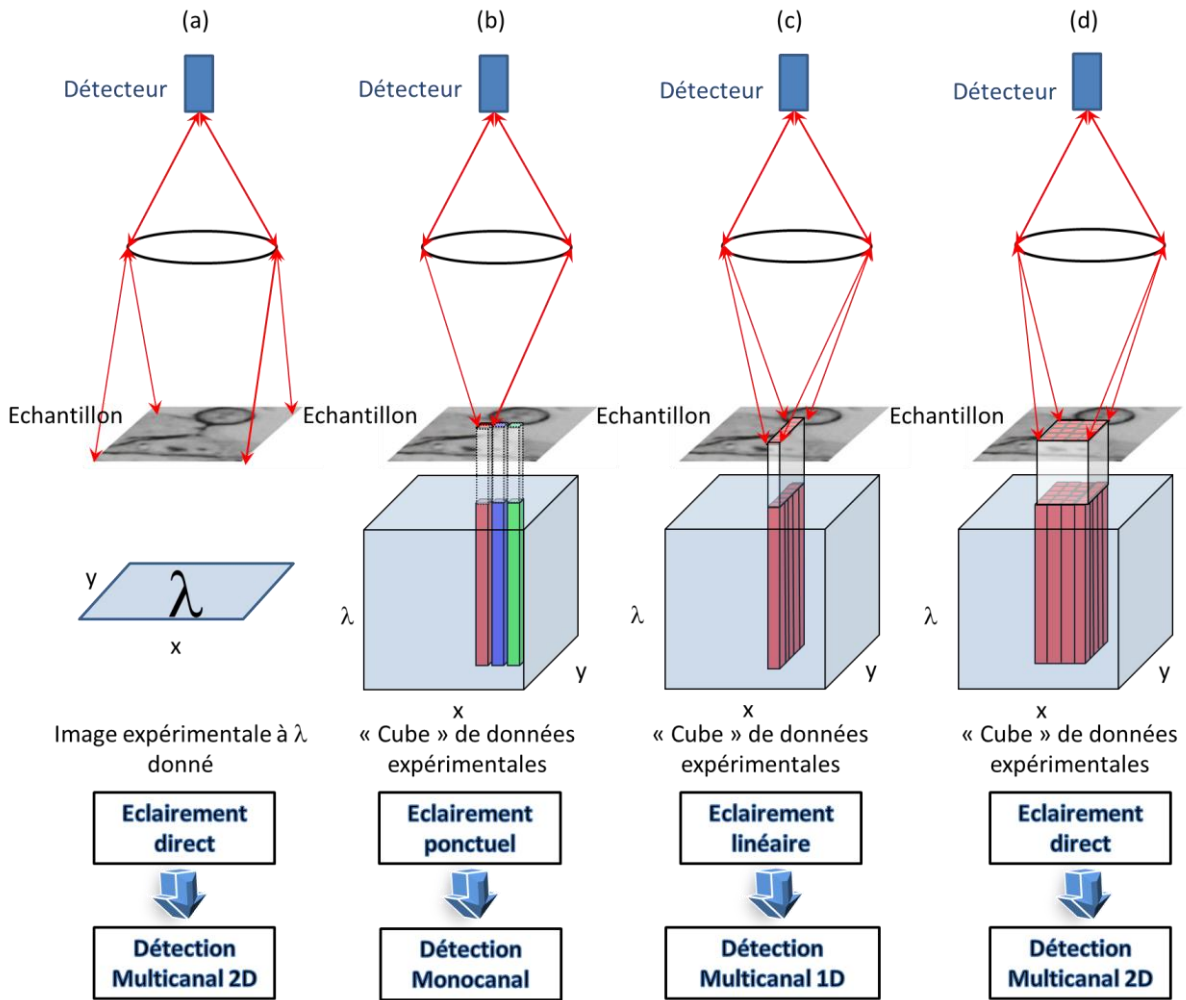 (a)
(b)
(c)
(d)
Détecteur
Détecteur
Détecteur
Détecteur
Echantillon
Echantillon
Echantillon
Echantillon
y
λ
x
λ
y
x
λ
y
x
λ
y
x
Image expérimentale à λ
donné
« Cube » de données
expérimentales
« Cube » de données
expérimentales
« Cube » de données
expérimentales
Eclairement
direct
Eclairement
ponctuel
Eclairement
linéaire
Eclairement
direct
Détection
Multicanal 2D
Détection
Monocanal
Détection
Multicanal 1D
Détection
Multicanal 2D